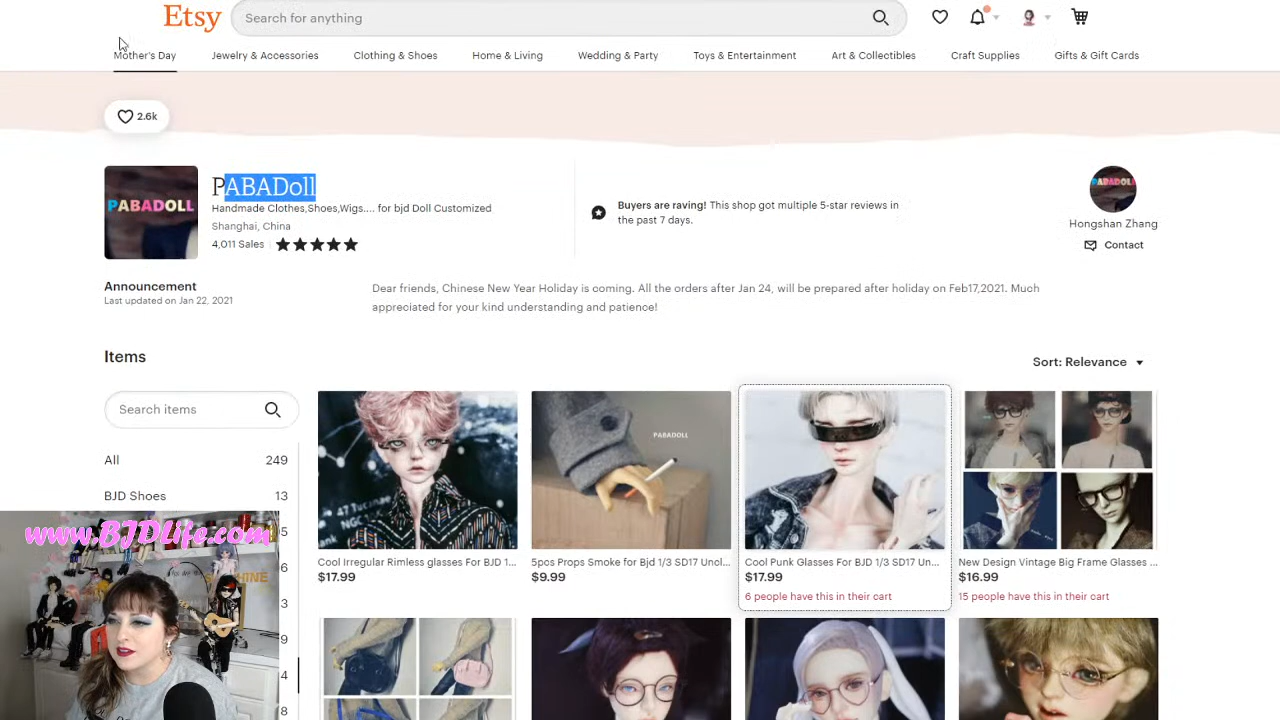 Etsy
Search for anything
Mother's Day
Jewelry & Accessories
Clothing & Shoes
Home & Living
Wedding & Party
Toys & Entertainment
Art & Collectibles
Craft Supplies
Gifts & Gift Cards
2.6k
PABADOLL
PABADoll
Handmade Clothes,Shoes,Wigs.... for bjd Doll Customized
Shanghai, China
4,011 Sales
Buyers are raving! This shop got multiple 5-star reviews in
the past 7 days.
PABADOLL
Hongshan Zhang
Contact
Announcement
Last updated on Jan 22, 2021
Dear friends, Chinese New Year Holiday is coming. All the orders after Jan 24, will be prepared after holiday on Feb17,2021. Much
appreciated for your kind understanding and patience!
Items
Sort: Relevance
Search items
All 249
BJD Shoes 13
PABADOLL
Cool Irregular Rimless glasses For BJD 1...
$17.99
5pcs Props Smoke for Bjd 1/3 SD17 Uncl...
$9.99
Cool Punk Glasses For BJD 1/3 SD17 Un...
$17.99
6 people have this in their cart
New Design Vintage Big Frame Glasses ...
$16.99
15 people have this in their cart
www.BJDLife.com
5
6
3
9
4
8